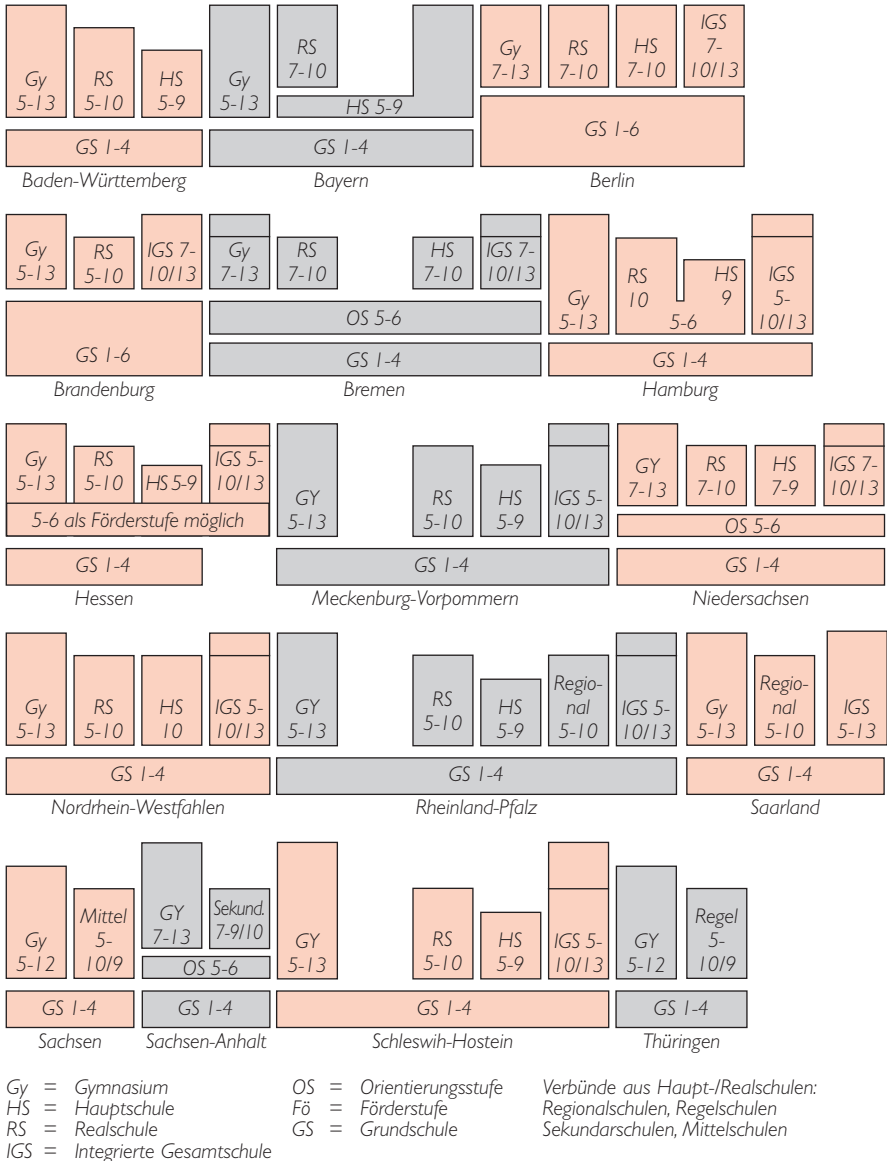 Gy
5-13
RS
5-10
HS
5-9
GS 1-4
Baden-Württemberg
Gy
5-13
RS
7-10
HS 5-9
GS 1-4
Bayern
Gy
7-13
RS
7-10
HS
7-10
IGS
7-
10/13
GS 1-6
Berlin
Gy
5-13
RS
5-10
IGS 7-
10/13
GS 1-6
Brandenburg
Gy
7-13
RS
7-10
HS
7-10
IGS 7-
10/13
OS 5-6
GS 1-4
Bremen
Gy
5-13
RS
10
HS
9
5-6
IGS
5-
10/13
GS 1-4
Hamburg
Gy
5-13
RS
5-10
HS 5-9
IGS 5-
10/13
5-6 als Förderstufe möglich
GS 1-4
Hessen
GY
5-13
RS
5-10
HS
5-9
IGS 5-
10/13
GS 1-4
Meckenburg-Vorpommern
GY
7-13
RS
7-10
HS
7-9
IGS 7-
10/13
OS 5-6
GS 1-4
Niedersachsen
Gy
5-13
RS
5-10
HS
10
IGS 5-
10/13
GS 1-4
Nordrhein-Westfahlen
GY
5-13
RS
5-10
HS
5-9
Regio-
nal
5-10
IGS 5-
10/13
GS 1-4
Rheinland-Pfalz
Gy
5-13
Regio-
nal
5-10
IGS
5-13
GS 1-4
Saarland
Gy
5-12
Mittel
5-
10/9
GS 1-4
Sachsen
GY
7-13
Sekund.
7-9/10
OS 5-6
GS 1-4
Sachsen-Anhalt
GY
5-13
RS
5-10
HS
5-9
IGS 5-
10/13
GS 1-4
Schleswih-Hostein
GY
5-12
Regel
5-
10/9
GS 1-4
Thüringen
Gy = Gymnasium
HS = Hauptschule
RS = Realschule
IGS = Integrierte Gesamtschule
OS = Orientierungsstufe
Fö = Förderstufe
GS = Grundschule
Verbünde aus Haupt-/Realschulen:
Regionalschulen, Regelschulen
Sekundarschulen, Mittelschulen